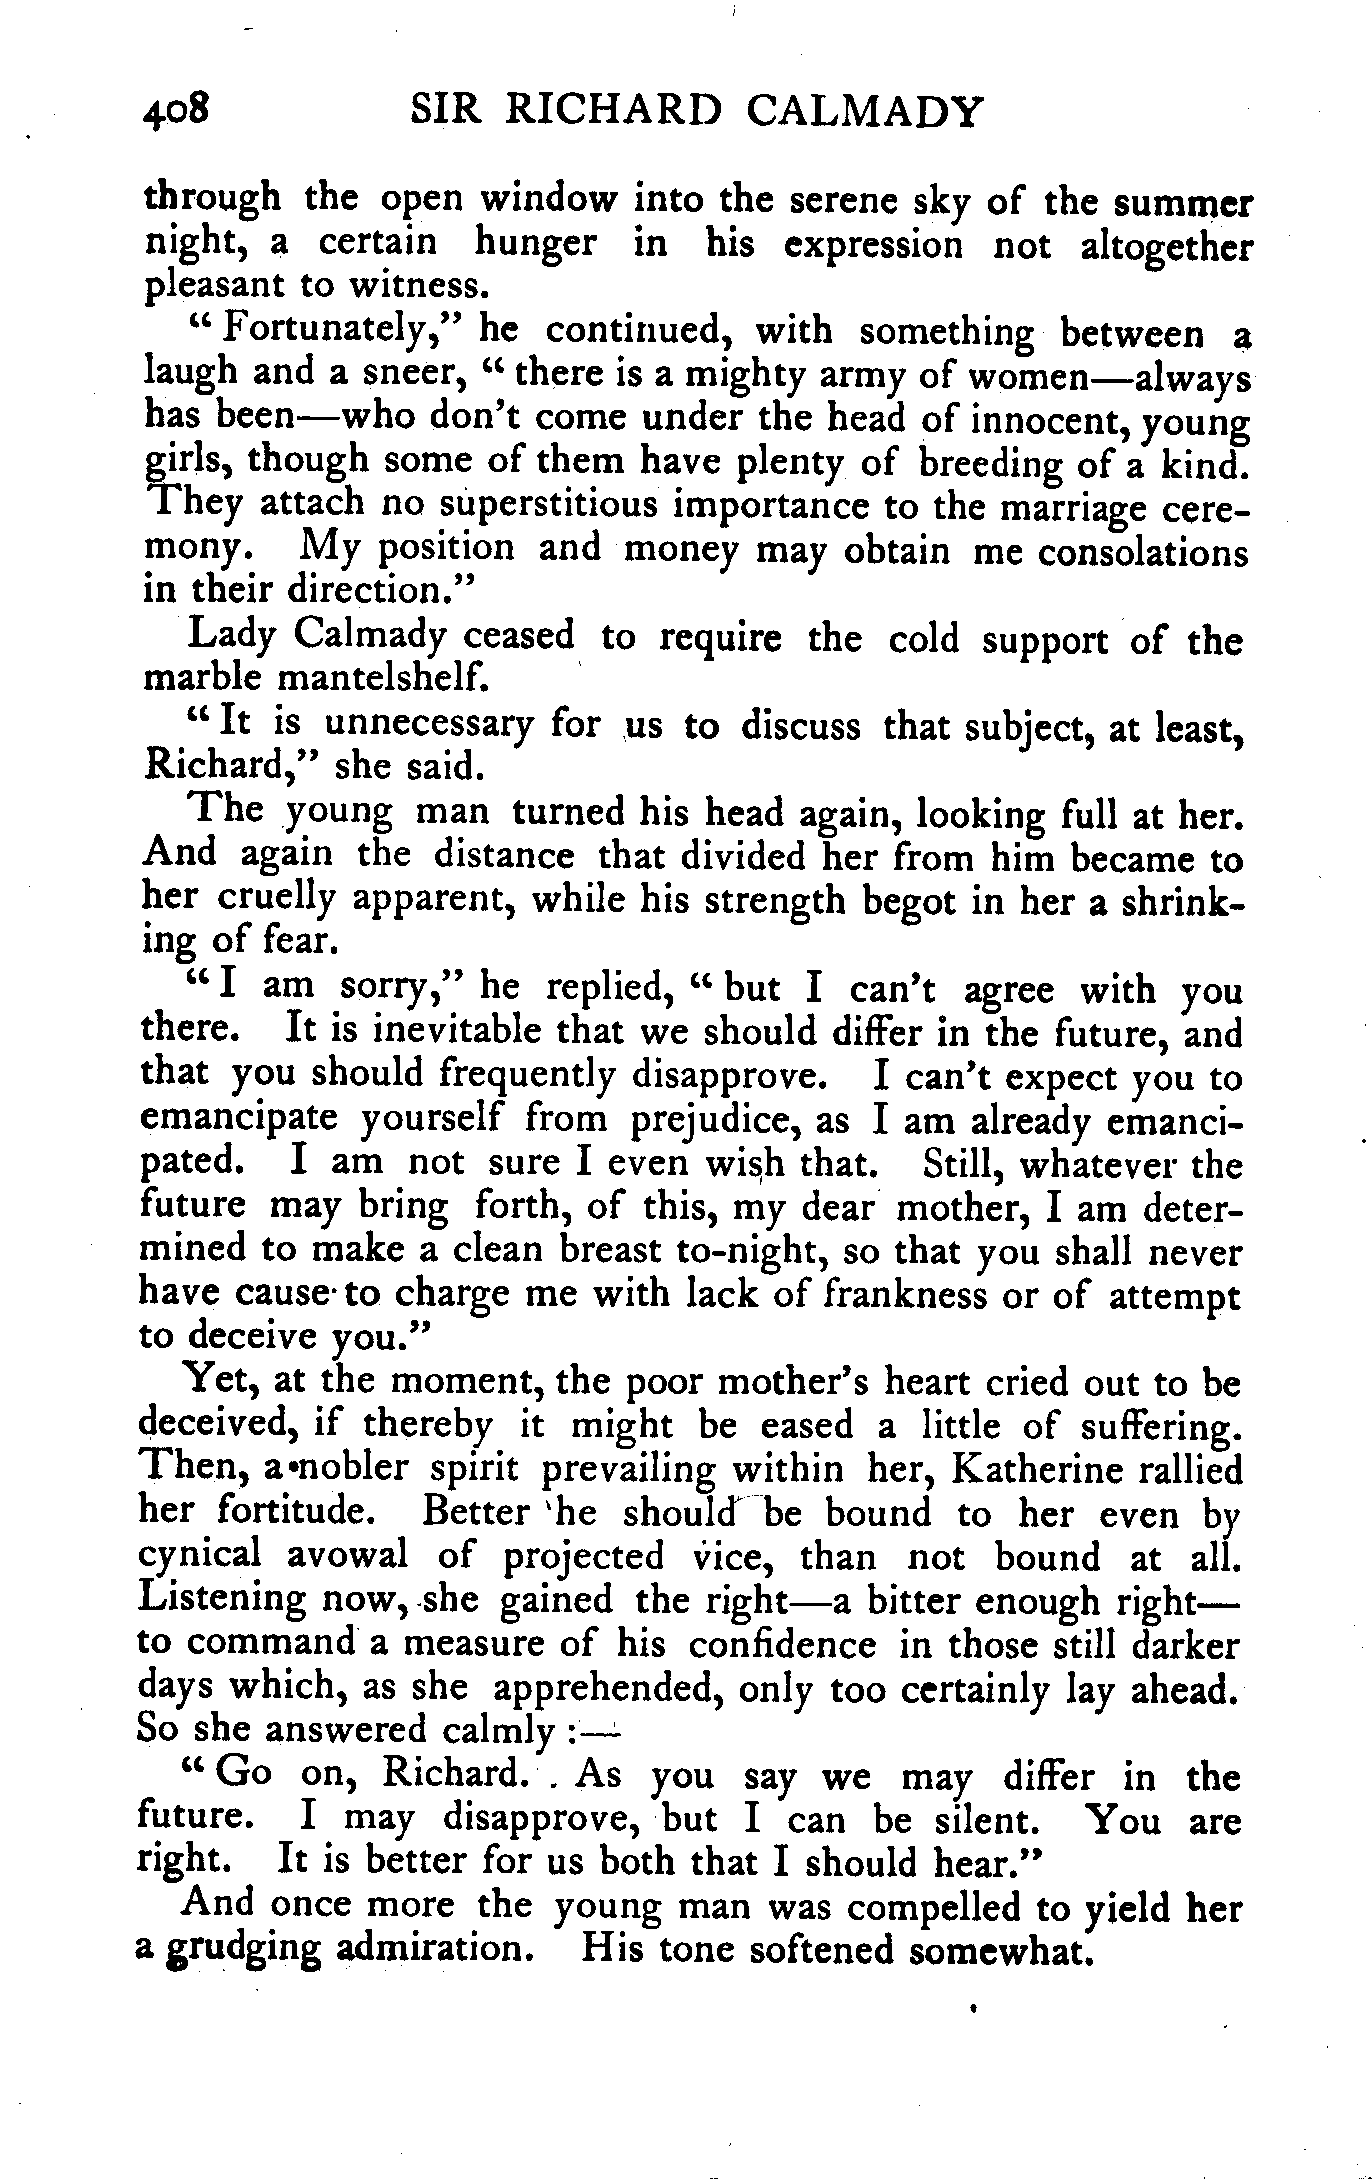 408 SIR RICHARD CALMADY
through the open window into the serene sky of the summer
night, a certain hunger in his expression not altogether
pleasant to witness.
“ Fortunately,” he continued, with something between a
laugh and a sneer, “ there is a mighty army of women—always
has been—who don’t come under the head of innocent, young
girls, though some of them have plenty of breeding of a kind.
They attach no superstitious importance to the marriage cere-
mony. My position and money may obtain me consolations
in their direction.”
Lady Calmady ceased to require the cold support of the
marble mantelshelf.
“ It is unnecessary for us to discuss that subject, at least,
Richard,” she said.
The young man turned his head again, looking full at her.
And again the distance that divided her from him became to
her cruelly apparent, while his strength begot in her a shrink-
ing of fear.
“ I am sorry,” he replied, “ but I can’t agree with you
there. It is inevitable that we should differ in the future, and
that you should frequently disapprove. I can’t expect you to
emancipate yourself from prejudice, as I am already emanci-
pated. I am not sure I even wish that. Still, whatever the
future may bring forth, of this, my dear mother, I am deter-
mined to make a clean breast to-night, so that you shall never
have cause to charge me with lack of frankness or of attempt
to deceive you.”
Yet, at the moment, the poor mother’s heart cried out to be
deceived, if thereby it might be eased a little of suffering.
Then, a nobler spirit prevailing within her, Katherine rallied
her fortitude. Better he should be bound to her even by
cynical avowal of projected vice, than not bound at all.
Listening now, she gained the right—a bitter enough right—
to command a measure of his confidence in those still darker
days which, as she apprehended, only too certainly lay ahead.
So she answered calmly :—
“ Go on, Richard. As you say we may differ in the
future. I may disapprove, but I can be silent. You are
right. It is better for us both that I should hear.”
And once more the young man was compelled to yield her
a grudging admiration. His tone softened somewhat.